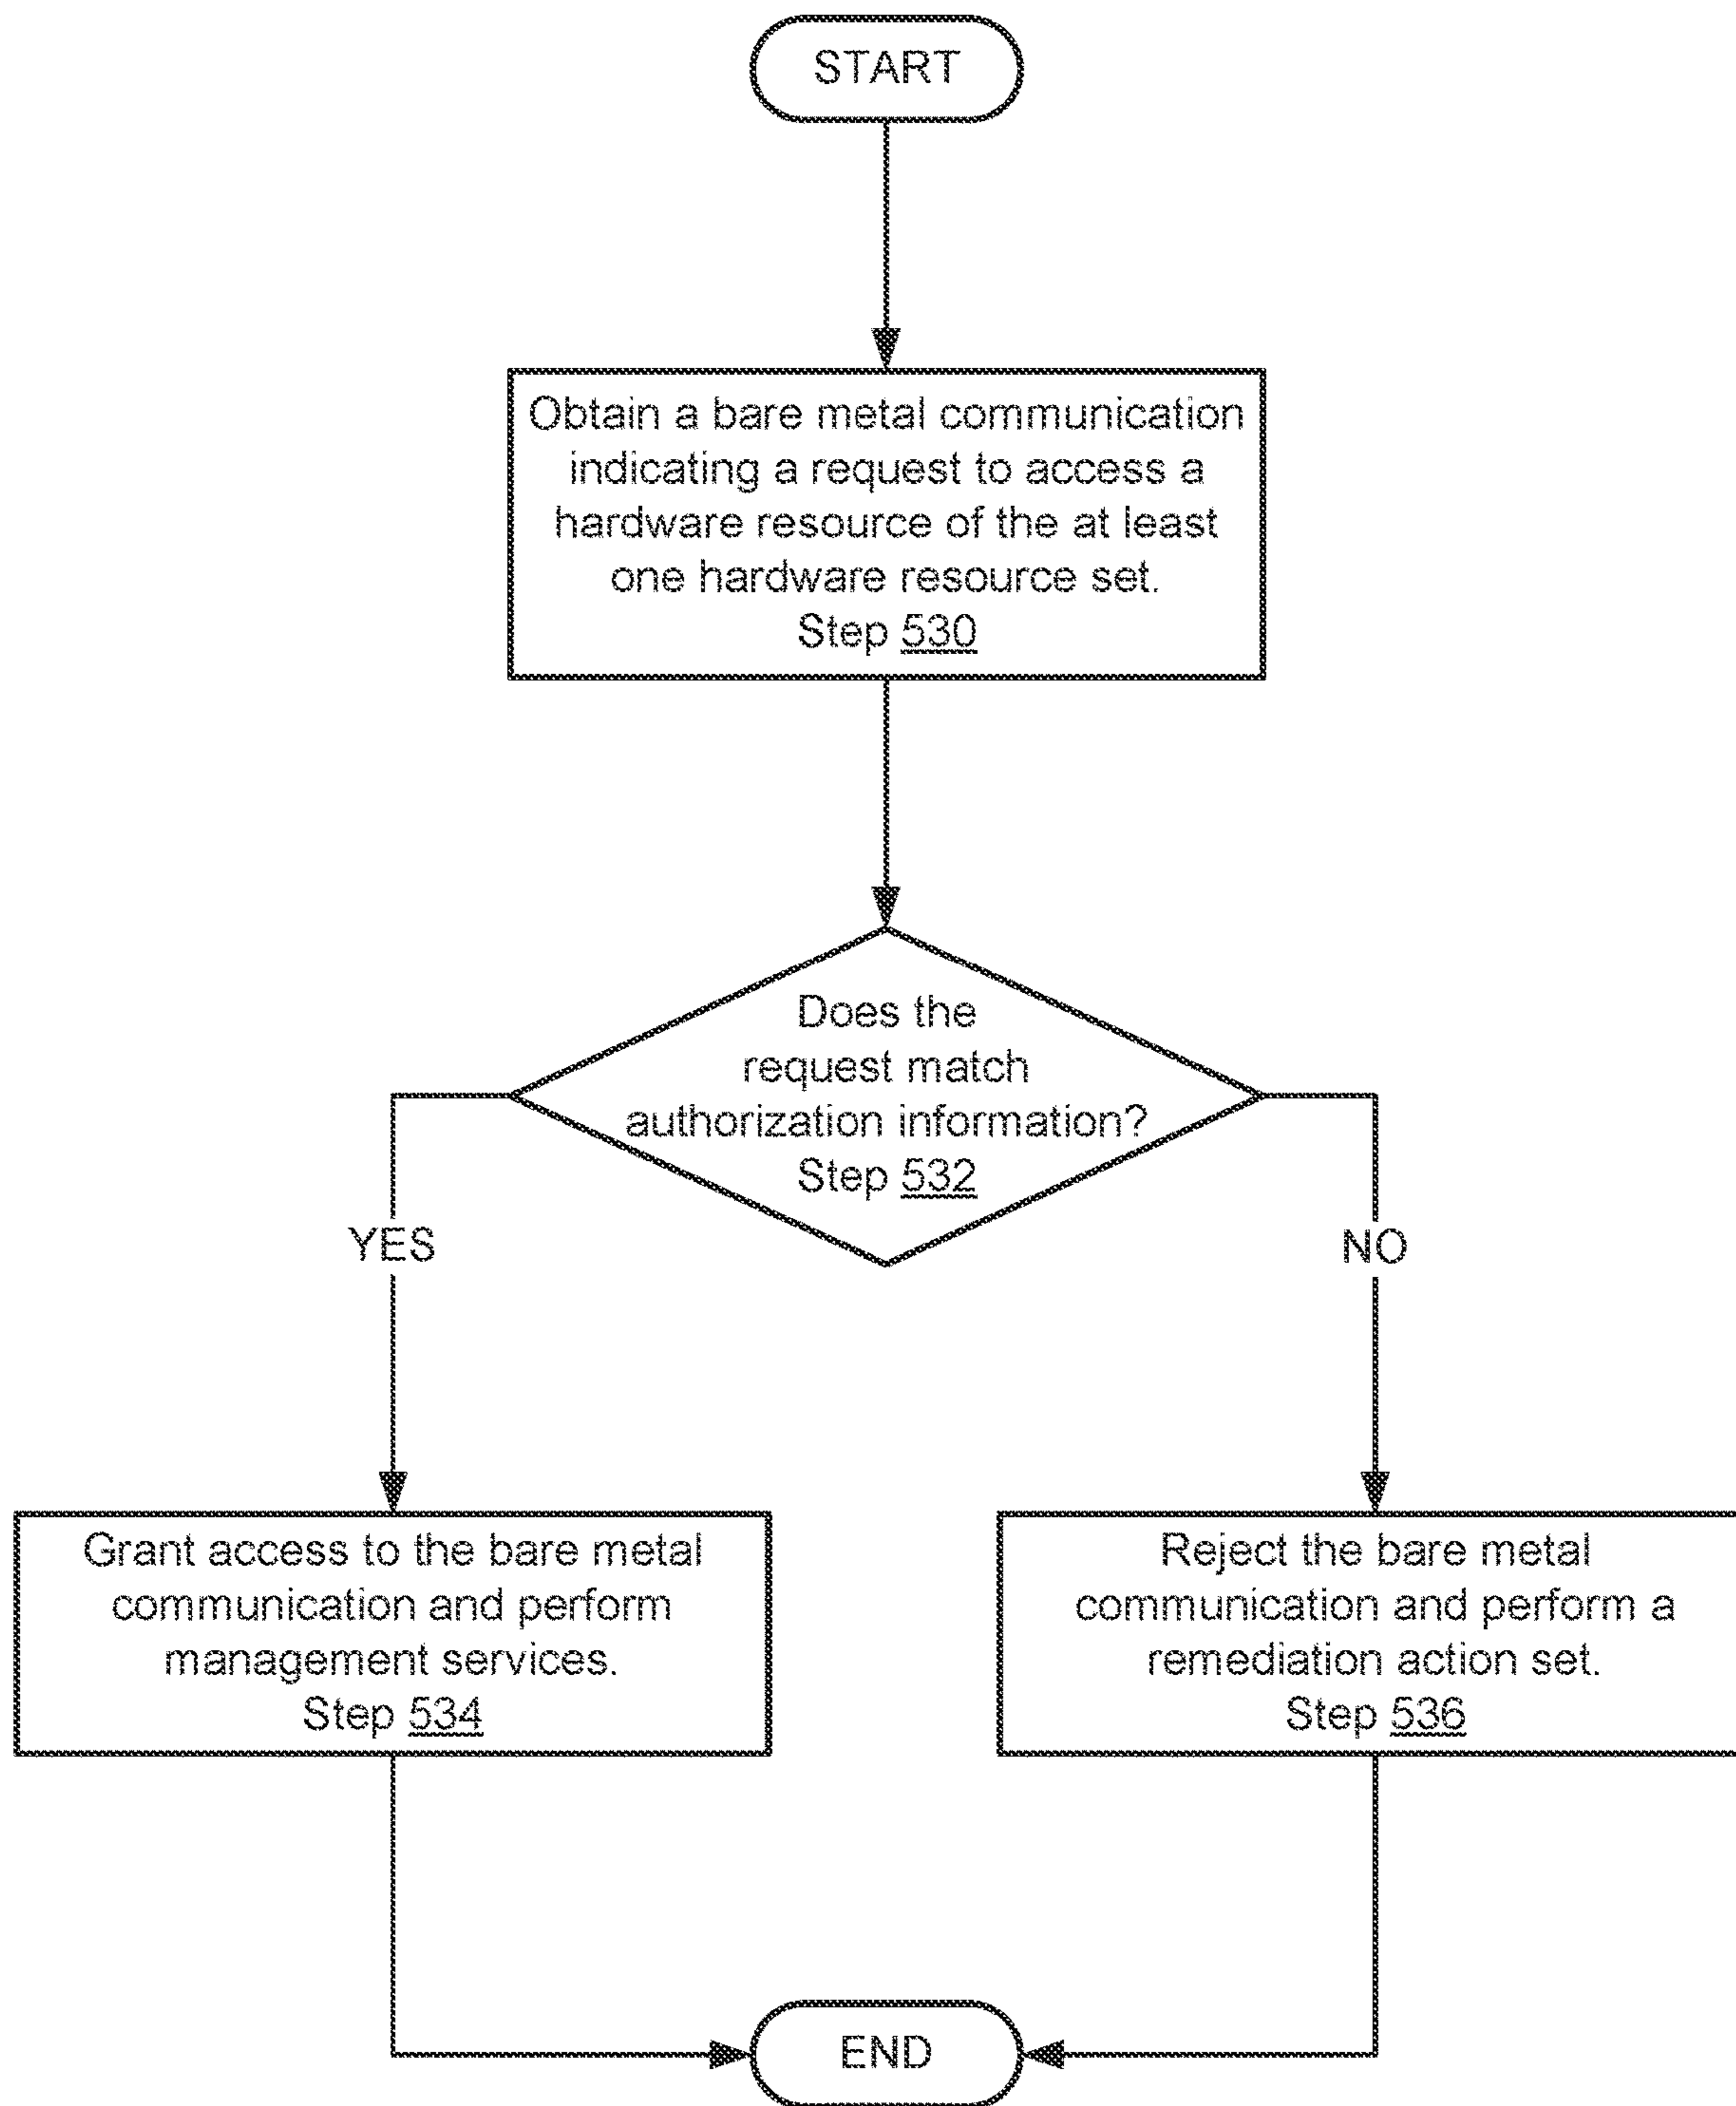 START
Obtain a bare metal communication
indicating a request to access a
hardware resource of the at least
one hardware resource set.
Step 530
Does the
request match
authorization information?
Step 532
YES
NO
Grant access to the bare metal
communication and perform
management services.
Step 534
Reject the bare metal
communication and perform a
remediation action set.
Step 536
END